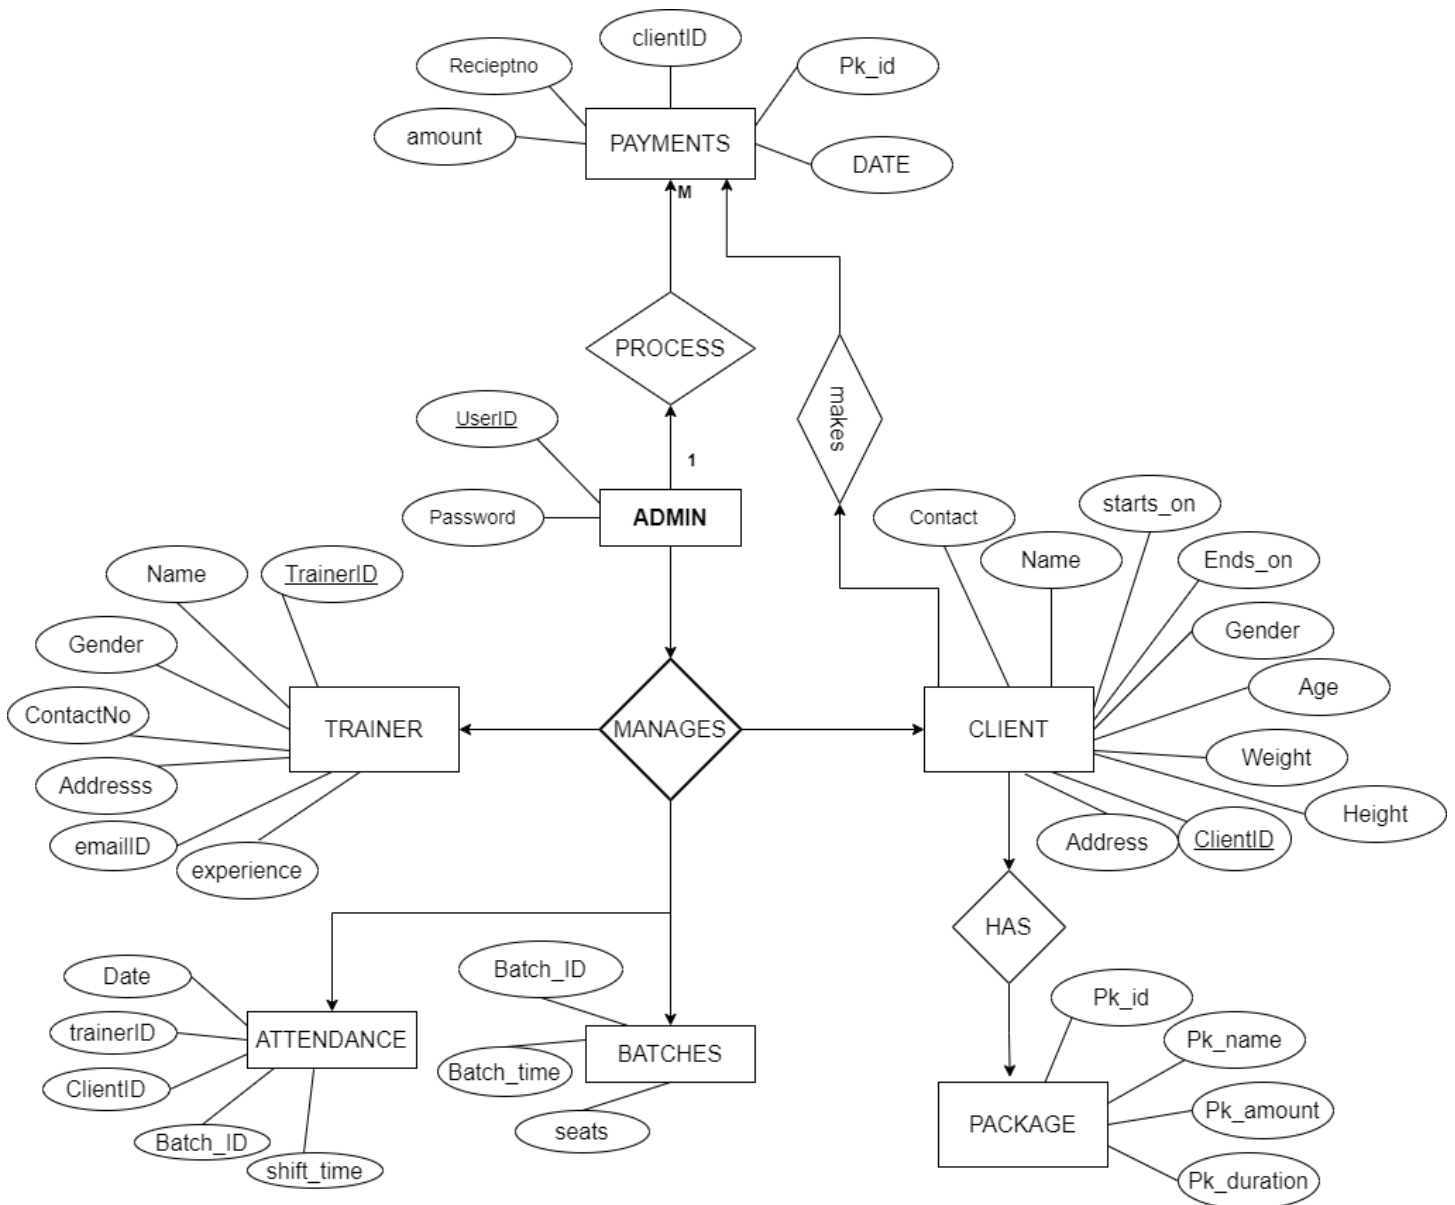 clientID
Recieptno
Pk_id
amount
PAYMENTS
DATE
M
PROCESS
makes
UserID
1
Password
ADMIN
Contact
starts_on
Name
Ends_on
Name
TrainerID
Gender
Gender
Age
ContactNo
TRAINER
MANAGES
CLIENT
Weight
Addresss
Height
emailID
experience
Address
ClientID
HAS
Date
Batch_ID
Pk_id
trainerID
ATTENDANCE
Pk_name
BATCHES
ClientID
Batch_time
Pk_amount
PACKAGE
Batch_ID
seats
shift_time
Pk_duration